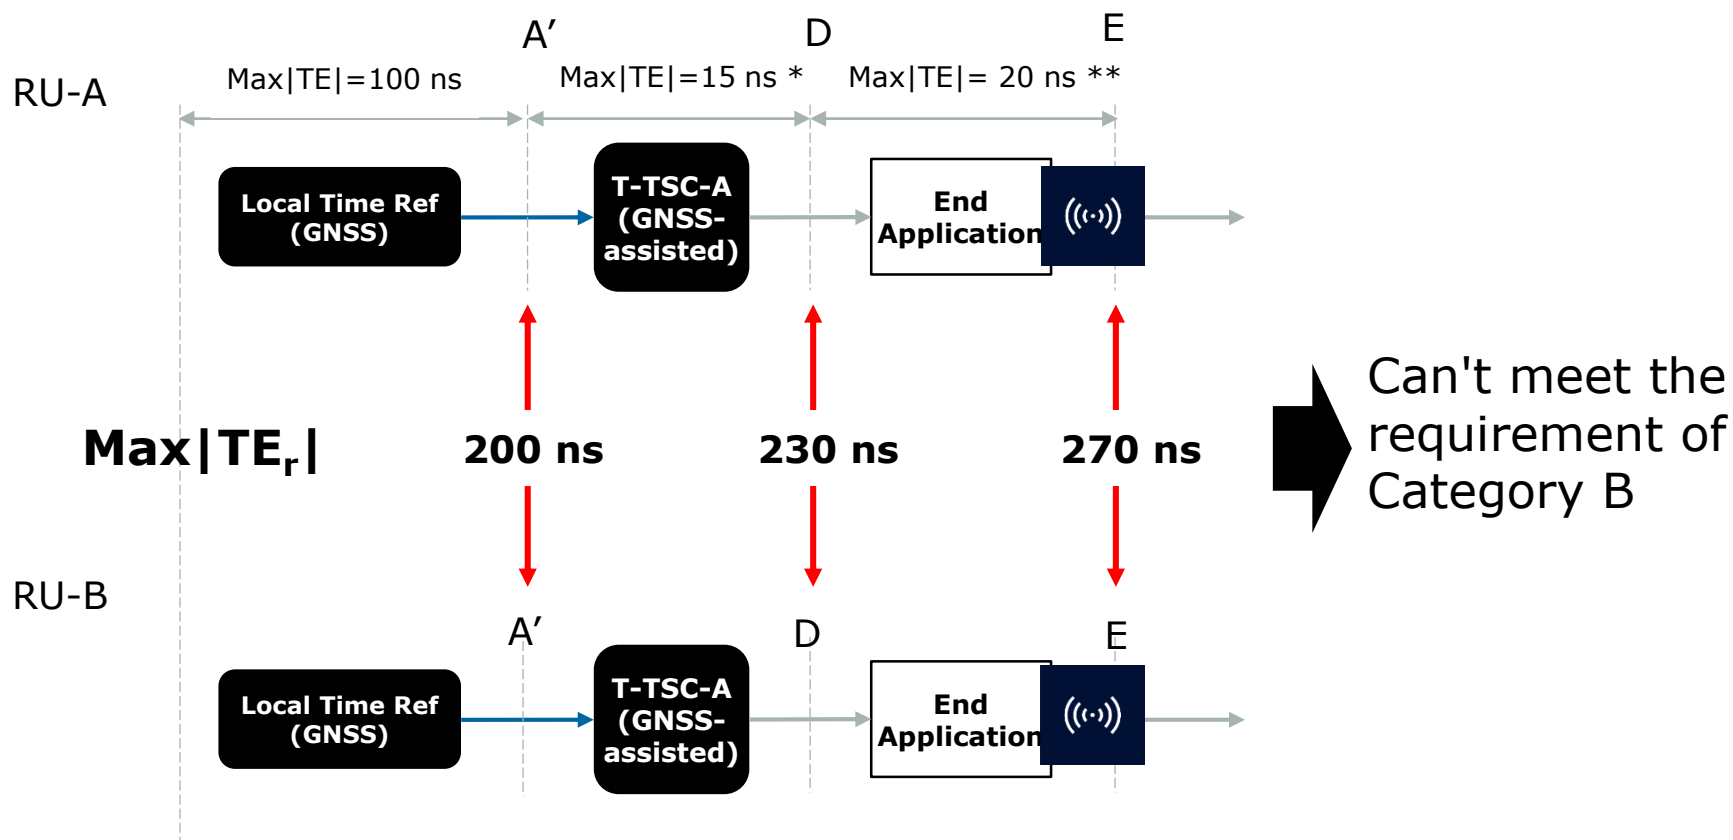 A’
D
E
RU-A
Max|TE|=100 ns
Max|TE|=15 ns *
Max|TE|= 20 ns **
Local Time Ref
(GNSS)
T-TSC-A
(GNSS-
assisted)
End
Application
Max|TEr|
200 ns
230 ns
270 ns
Can't meet the
requirement of
Category B
RU-B
A’
D
E
Local Time Ref
(GNSS)
T-TSC-A
(GNSS-
assisted)
End
Application